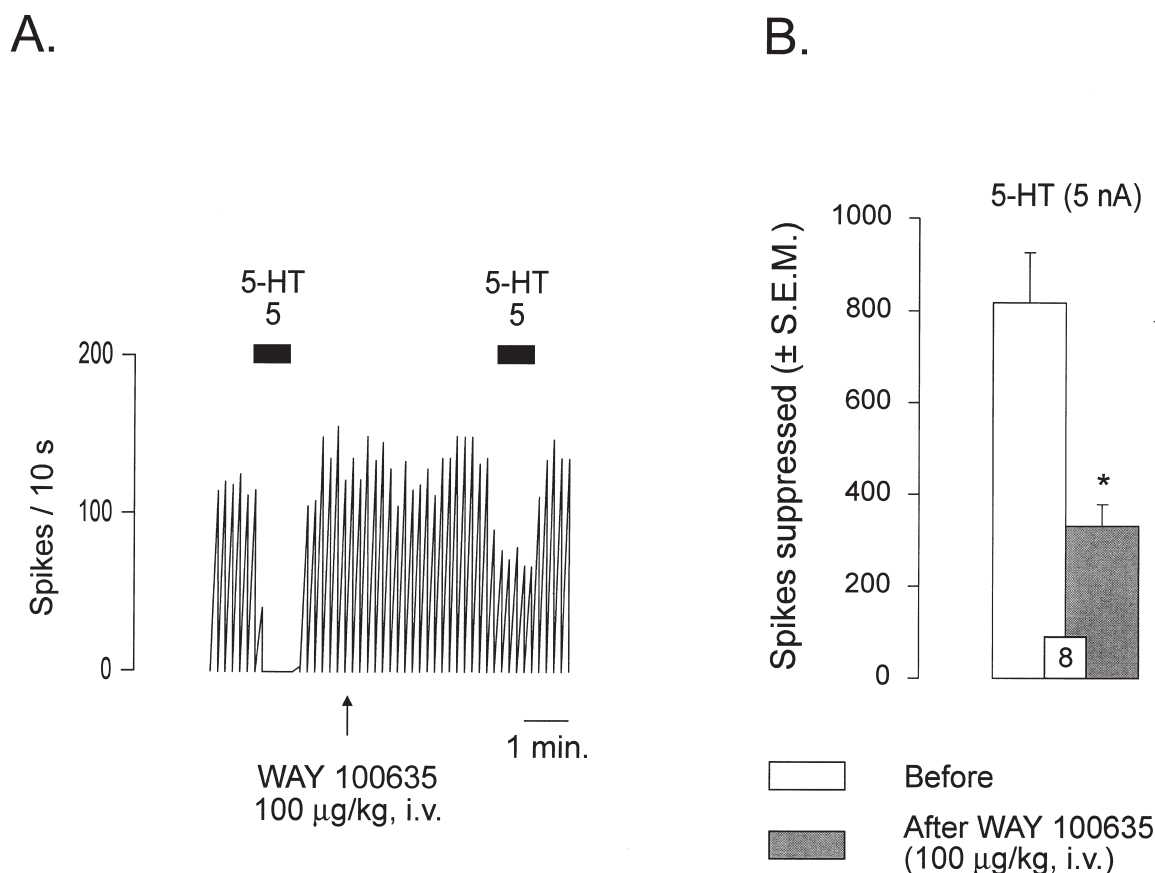 A.
5-HT
5
5-HT
5
200
100
0
Spikes / 10 s
WAY 100635
100 μg/kg, i.v.
1 min.
B.
5-HT (5 nA)
1000
800
600
400
200
0
Spikes suppressed (± S.E.M.)
*
8
Before
After WAY 100635
(100 μg/kg, i.v.)